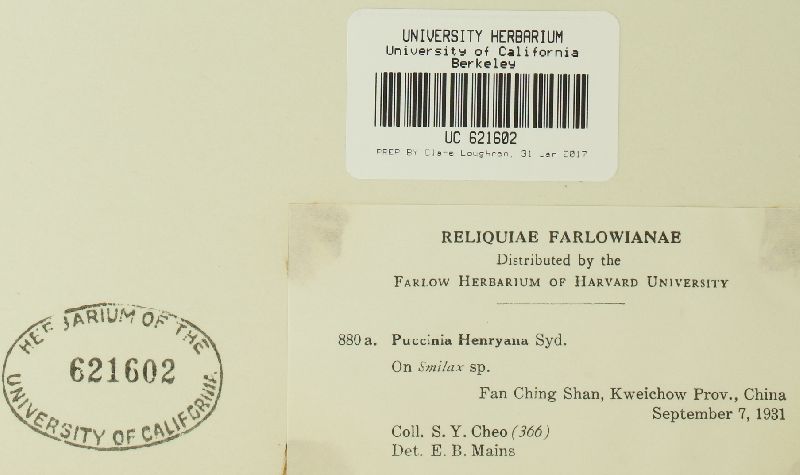 UNIVERSITY HERBARIUM
University of California
Berkeley
UC 621602
PREP BY Clare Loughran, 31 Jan 2017
RELIQUIAE FARLOWIANAE
Distributed by the
FARLOW HERBARIUM OF HARVARD UNIVERSITY
880 a. Puccinia Henryana Syd.
On Smilax sp.
Fan Ching Shan, Kweichow Prov., China
September 7, 1931
Coll. S. Y. Cheo (366)
Det. E. B. Mains
HERBARIUM OF THE
621602
UNIVERSITY OF CALIFORNIA